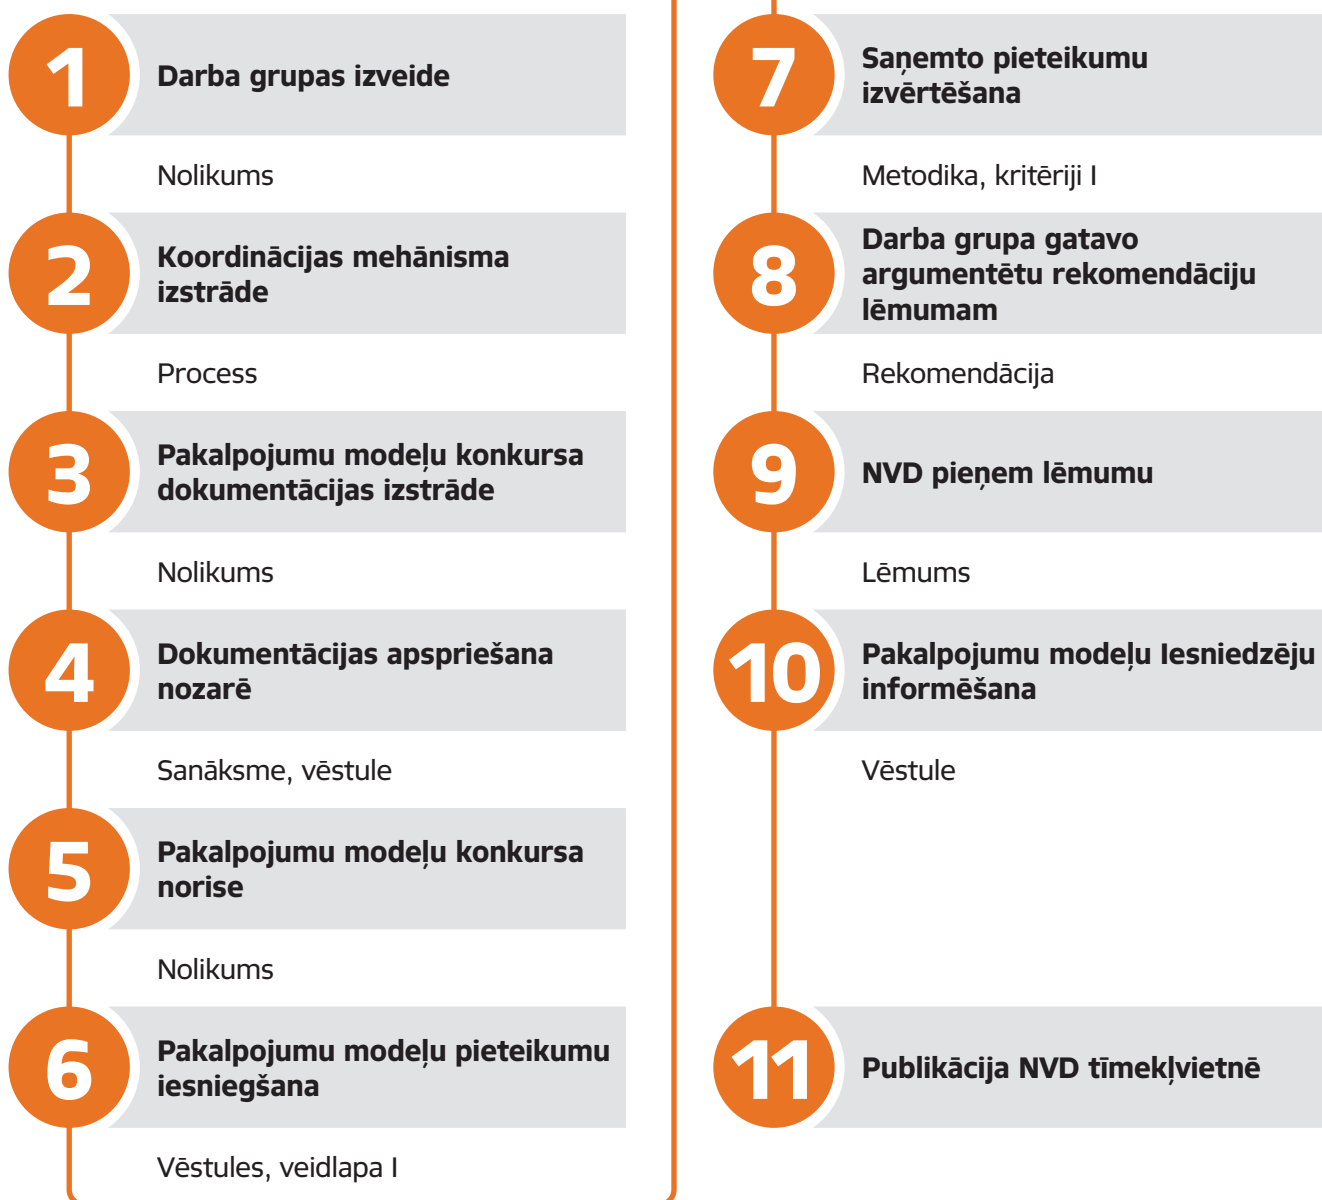 1
Darba grupas izveide
Nolikums
2
Koordinācijas mehānisma
izstrāde
Process
3
Pakalpojumu modeļu konkursa
dokumentācijas izstrāde
Nolikums
4
Dokumentācijas apspriešana
nozarē
Sanāksme, vēstule
5
Pakalpojumu modeļu konkursa
norise
Nolikums
6
Pakalpojumu modeļu pieteikumu
iesniegšana
Vēstules, veidlapa I
7
Saņemto pieteikumu
izvērtēšana
Metodika, kritēriji I
8
Darba grupa gatavo
argumentētu rekomendāciju
lēmumam
Rekomendācija
9
NVD pieņem lēmumu
Lēmums
10
Pakalpojumu modeļu Iesniedzēju
informēšana
Vēstule
11
Publikācija NVD tīmekļvietnē